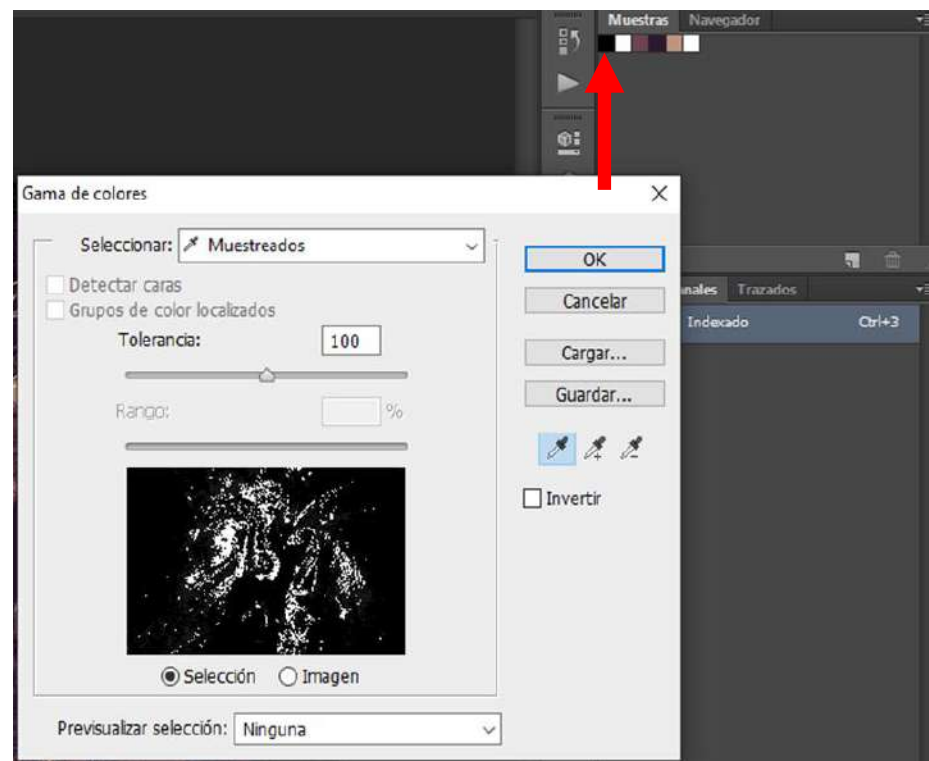 Muestras Navegador
Gama de colores
Seleccionar: Muestreados
Detectar caras
Grupos de color localizados
Tolerancia: 100
Rango: %
Selección Imagen
Previsualizar selección: Ninguna
OK
Cancelar
Cargar...
Guardar...
Invertir
nales Trazados
Indexado Ctrl+3